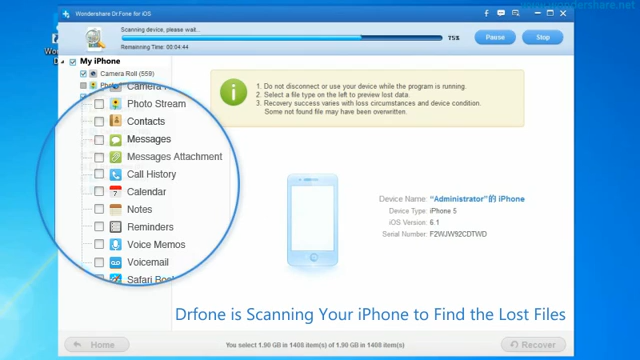 Wondershare Dr.Fone for iOS
Scanning device, please wait...
75%
Remaining Time: 00:04:44
Pause
Stop
My iPhone
Camera Roll (559)
Photo Stream
Contacts
Messages
Messages Attachment
Call History
Calendar
Notes
Reminders
Voice Memos
Voicemail
Safari
1. Do not disconnect or use your device while the program is running.
2. Select a file type on the left to preview lost data.
3. Recovery success varies with loss circumstances and device condition.
Some not found file may have been overwritten.
Device Name: "Administrator"的 iPhone
Device Type: iPhone 5
iOS Version: 6.1
Serial Number: F2WJW92CDTWD
Drfone is Scanning Your iPhone to Find the Lost Files
Home
You select 1.90 GB in 1408 item(s) of 1.90 GB in 1408 item(s)
Recover